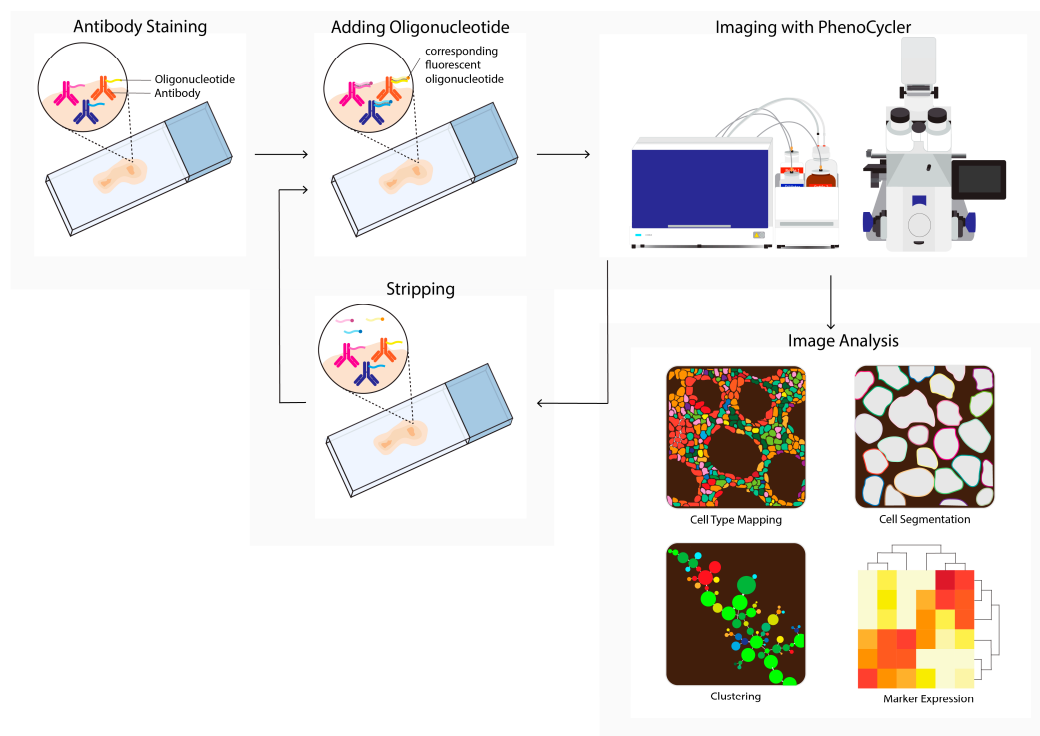 Antibody Staining
Oligonucleotide
Antibody
Adding Oligonucleotide
corresponding
fluorescent
oligonucleotide
Imaging with PhenoCycler
Stripping
Image Analysis
Cell Type Mapping
Cell Segmentation
Clustering
Marker Expression